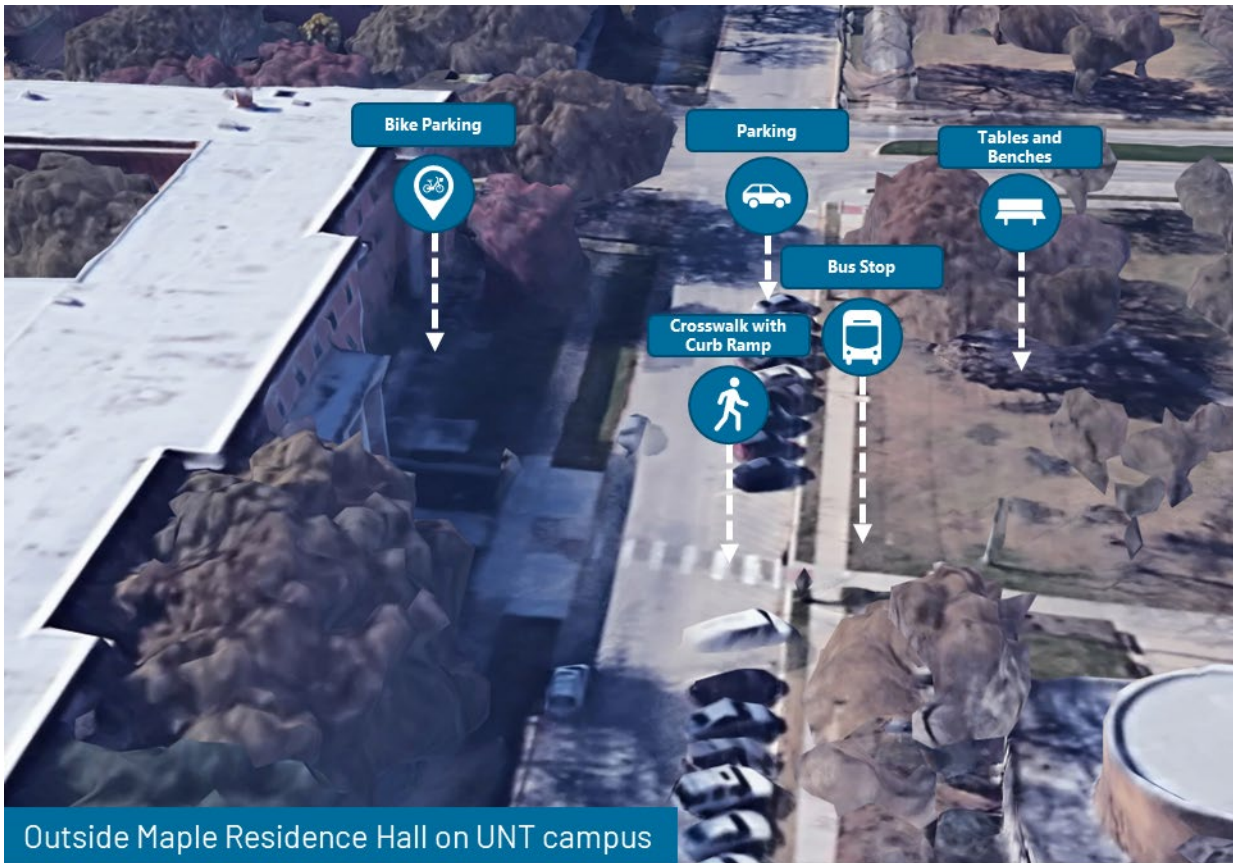 Bike Parking
Parking
Tables and
Benches
Bus Stop
Crosswalk with
Curb Ramp
Outside Maple Residence Hall on UNT campus